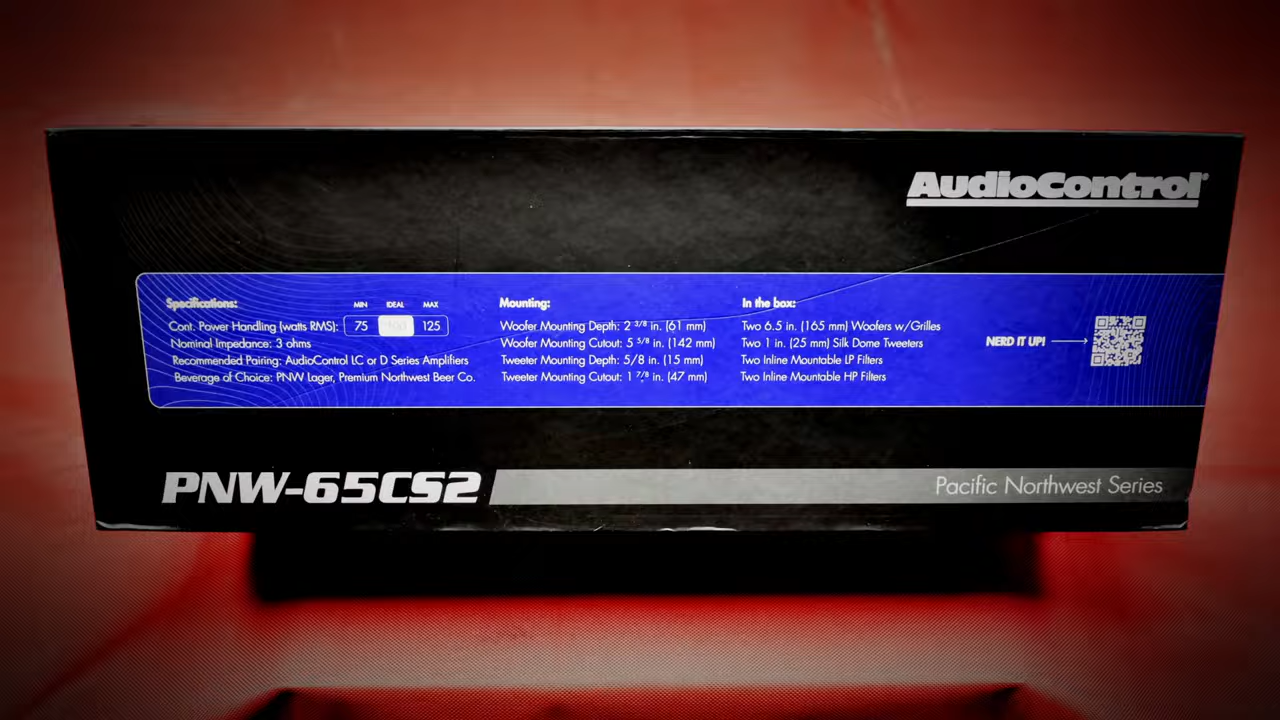 AudioControl®
Specifications:
MIN IDEAL MAX
Cont. Power Handling (watts RMS): 75 100 125
Nominal Impedance: 3 ohms
Recommended Pairing: AudioControl LC or D Series Amplifiers
Beverage of Choice: PNW Lager, Premium Northwest Beer Co.
Mounting:
Woofer Mounting Depth: 2 3/8 in. (61 mm)
Woofer Mounting Cutout: 5 5/8 in. (142 mm)
Tweeter Mounting Depth: 5/8 in. (15 mm)
Tweeter Mounting Cutout: 1 7/8 in. (47 mm)
In the box:
Two 6.5 in. (165 mm) Woofers w/Grilles
Two 1 in. (25 mm) Silk Dome Tweeters
Two Inline Mountable LP Filters
Two Inline Mountable HP Filters
NERD IT UP!
PNW-65CS2
Pacific Northwest Series